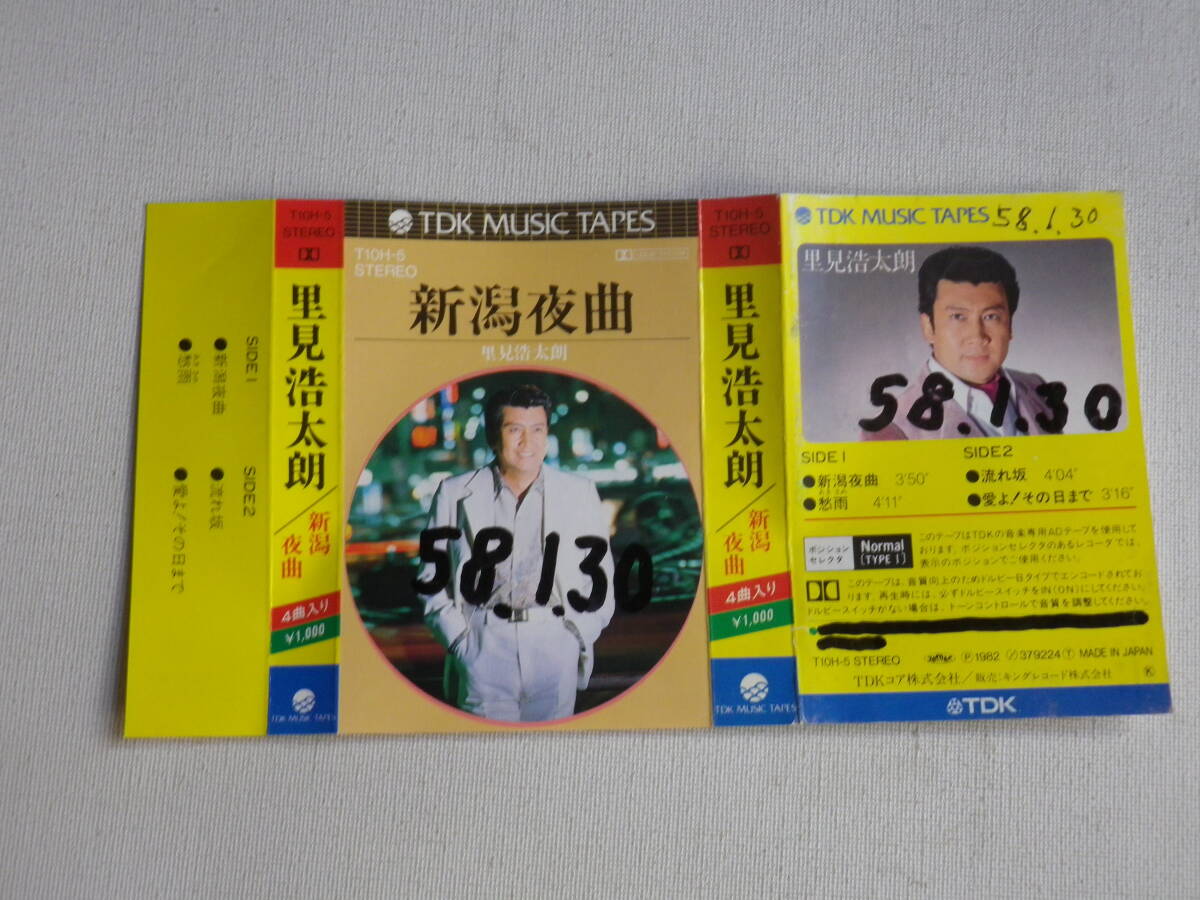 SIDE 1
●新潟夜曲
●愁雨
SIDE 2
●流れ坂
●愛よ!その日まで
T10H-5
STEREO
里見浩太朗/新潟夜曲
4曲入り
¥1,000
TDK MUSIC TAPES
TDK MUSIC TAPES
T10H-5
STEREO
新潟夜曲
里見浩太朗
58.1.30
T10H-5
STEREO
里見浩太朗/新潟夜曲
4曲入り
¥1,000
TDK MUSIC TAPES
TDK MUSIC TAPES 58.1.30
里見浩太朗
58.1.30
SIDE 1
●新潟夜曲 3'50"
●愁雨 4'11"
SIDE2
●流れ坂 4'04"
●愛よ!その日まで 3'16"
ポジション
セレクタ
Normal
[TYPE I]
このテープはTDKの音楽専用ADテープを使用して
おります。ポジションセレクタのあるレコーダでは、
表示のポジションでご使用ください。
このテープは、音質向上のためドルビーBタイプでエンコードされてお
ります。再生時には、必ずドルビースイッチをIN(ON)にしてください。
ドルビースイッチがない場合は、トーンコントロールで音質を調整してください。
T10H-5 STEREO Ⓟ1982 379224 Ⓣ MADE IN JAPAN
TDKコア株式会社/販売:キングレコード株式会社 Ⓚ
TDK